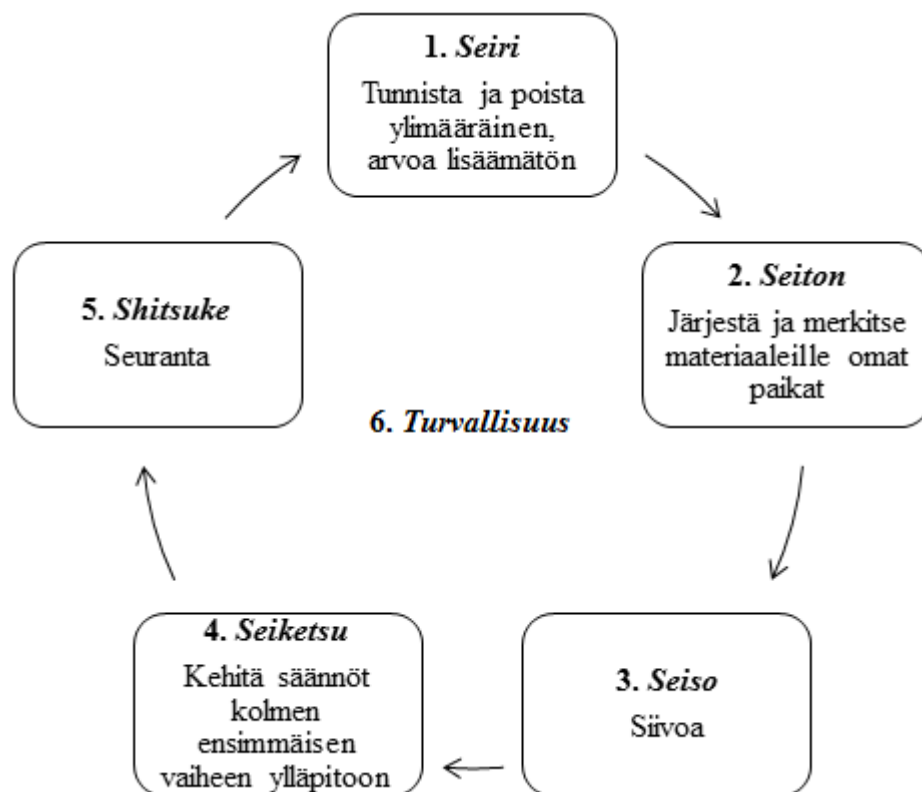 1. Seiri
Tunnista ja poista
ylimääräinen,
arvoa lisäämätön
2. Seiton
Järjestä ja merkitse
materiaaleille omat
paikat
3. Seiso
Siivoa
4. Seiketsu
Kehitä säännöt
kolmen
ensimmäisen
vaiheen ylläpitoon
5. Shitsuke
Seuranta
6. Turvallisuus